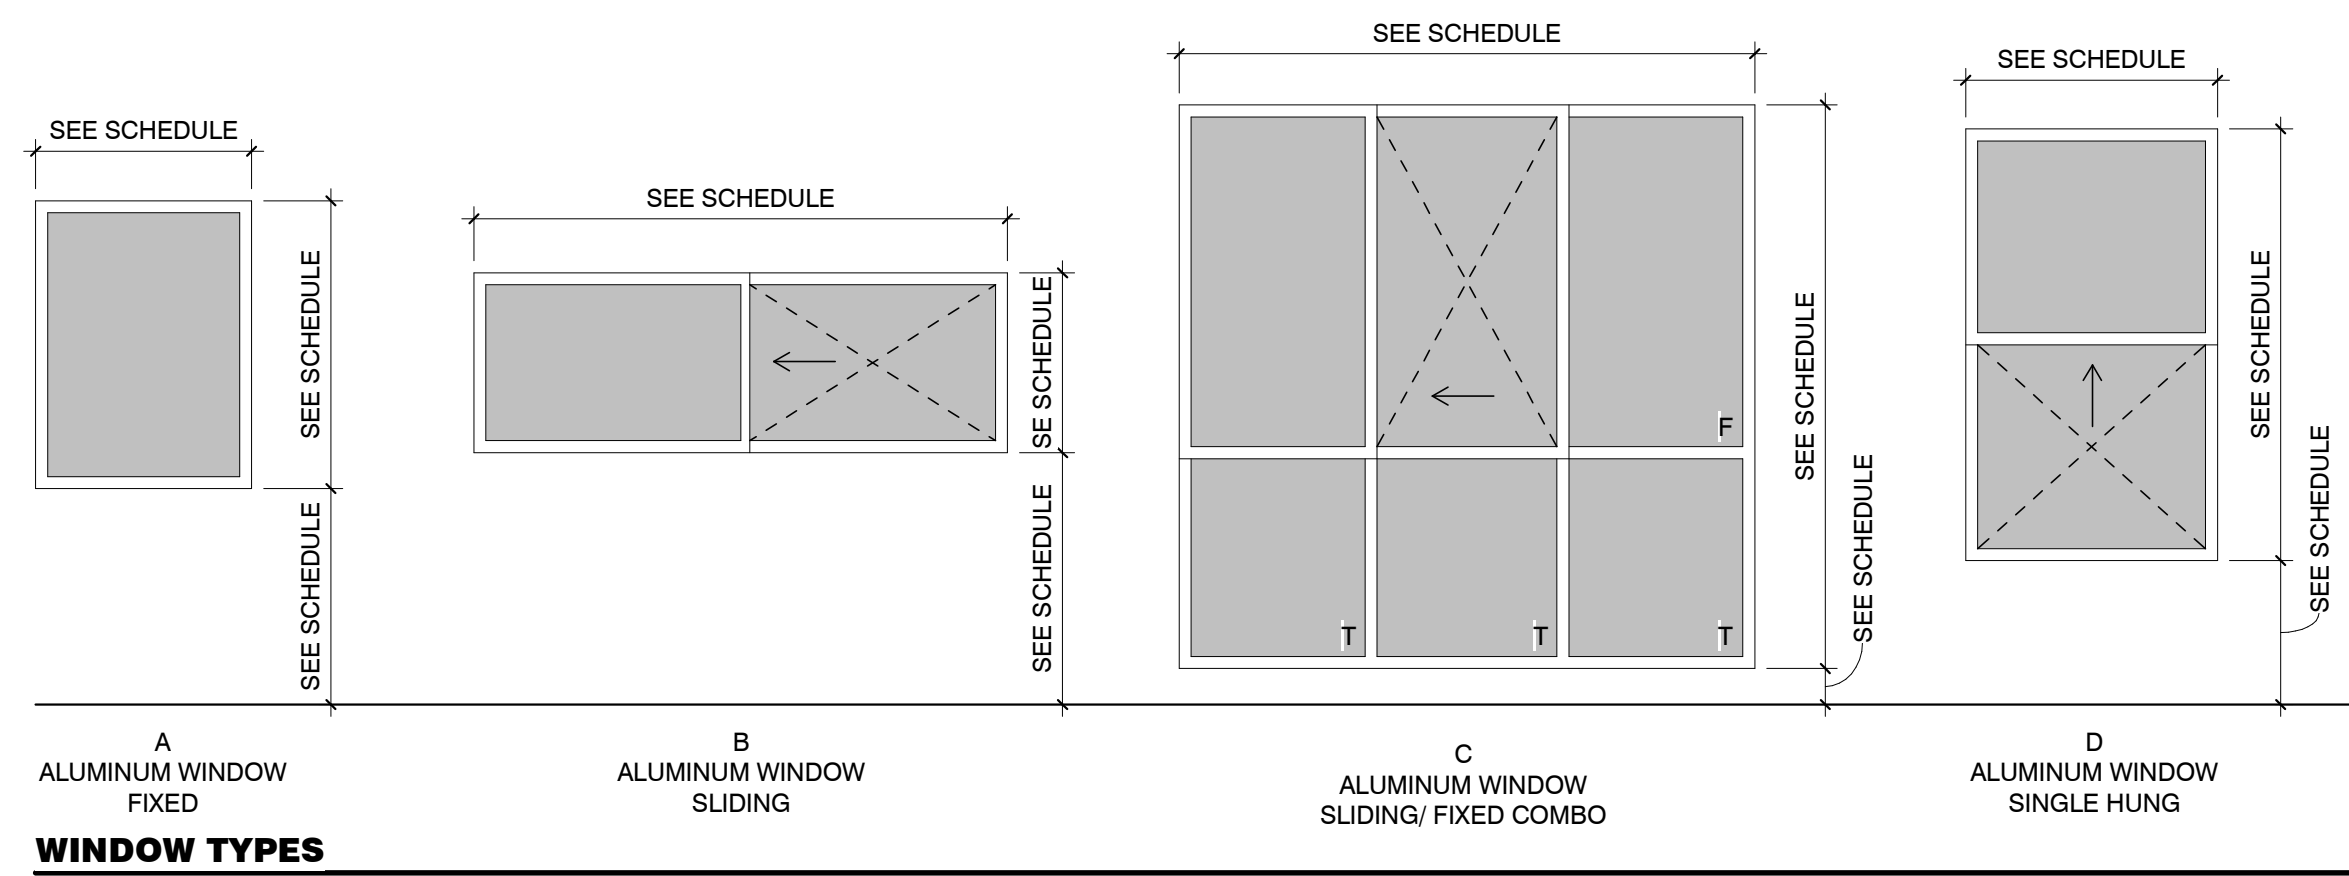 SEE SCHEDULE
SEE SCHEDULE
SEE SCHEDULE
A
ALUMINUM WINDOW
FIXED
SEE SCHEDULE
SE SCHEDULE
SEE SCHEDULE
B
ALUMINUM WINDOW
SLIDING
SEE SCHEDULE
F
T
T
T
SEE SCHEDULE
SEE SCHEDULE
C
ALUMINUM WINDOW
SLIDING/ FIXED COMBO
SEE SCHEDULE
SEE SCHEDULE
SEE SCHEDULE
D
ALUMINUM WINDOW
SINGLE HUNG
WINDOW TYPES